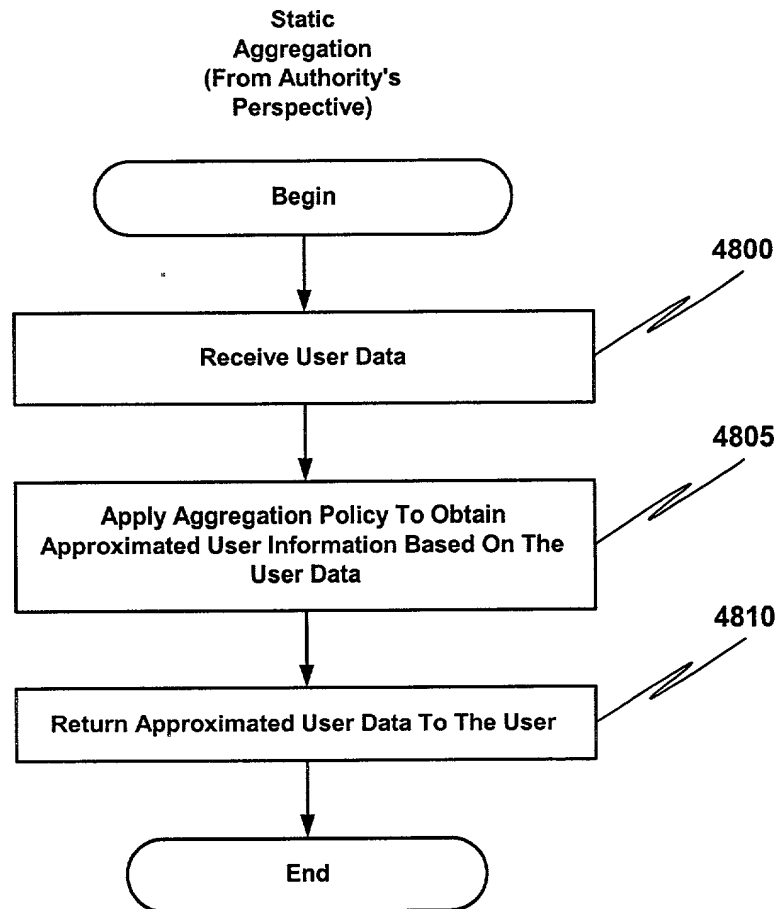 Static
Aggregation
(From Authority's
Perspective)
Begin
4800
Receive User Data
4805
Apply Aggregation Policy To Obtain
Approximated User Information Based On The
User Data
4810
Return Approximated User Data To The User
End